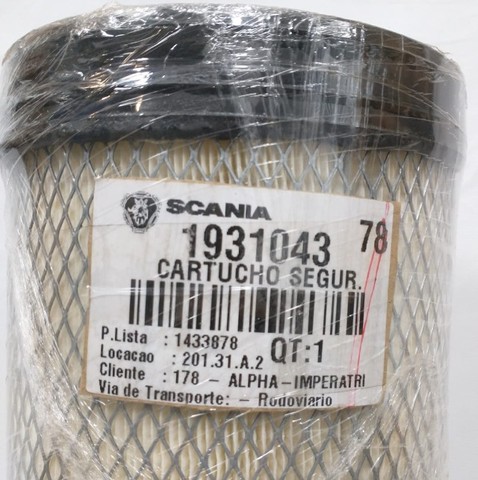 SCANIA
1931043 78
CARTUCHO SEGUR.
P.Lista : 1433878
Locacao : 201.31.A.2 QT:1
Cliente : 178 - ALPHA-IMPERATRI
Via de Transporte: - Rodoviario